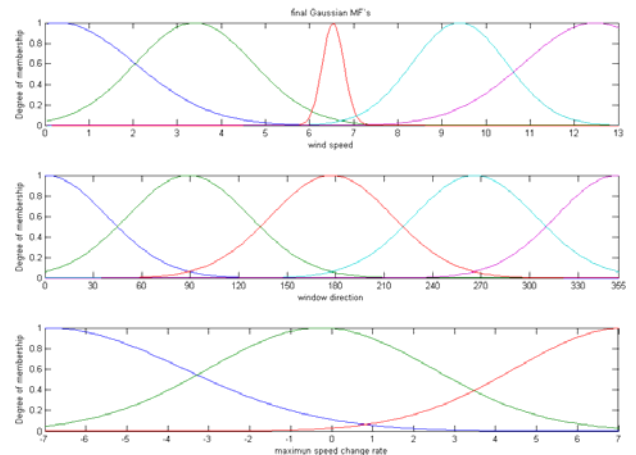 final Gaussian MF's
Degree of membership
1
0.8
0.6
0.4
0.2
0
0 1 2 3 4 5 6 7 8 9 10 11 12 13
wind speed
Degree of membership
1
0.8
0.6
0.4
0.2
0
0 30 60 90 120 150 180 210 240 270 300 330 355
window direction
Degree of membership
1
0.8
0.6
0.4
0.2
0
-7 -6 -5 -4 -3 -2 -1 0 1 2 3 4 5 6 7
maximun speed change rate